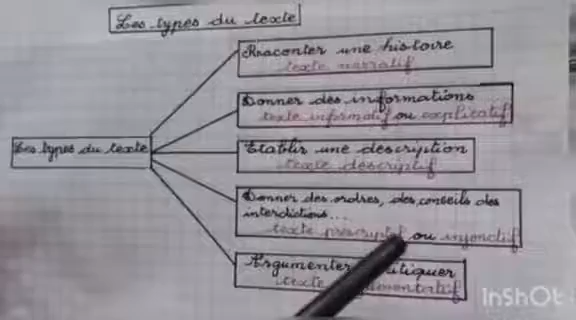 Les types du texte
Raconter une histoire
texte narratif
Donner des informations
texte informatif ou explicatif
Les types du texte
Etablir une description
texte descriptif
Donner des ordres, des conseils des
interdictions...
texte ou injonctif
Argumenter
texte
InShOt